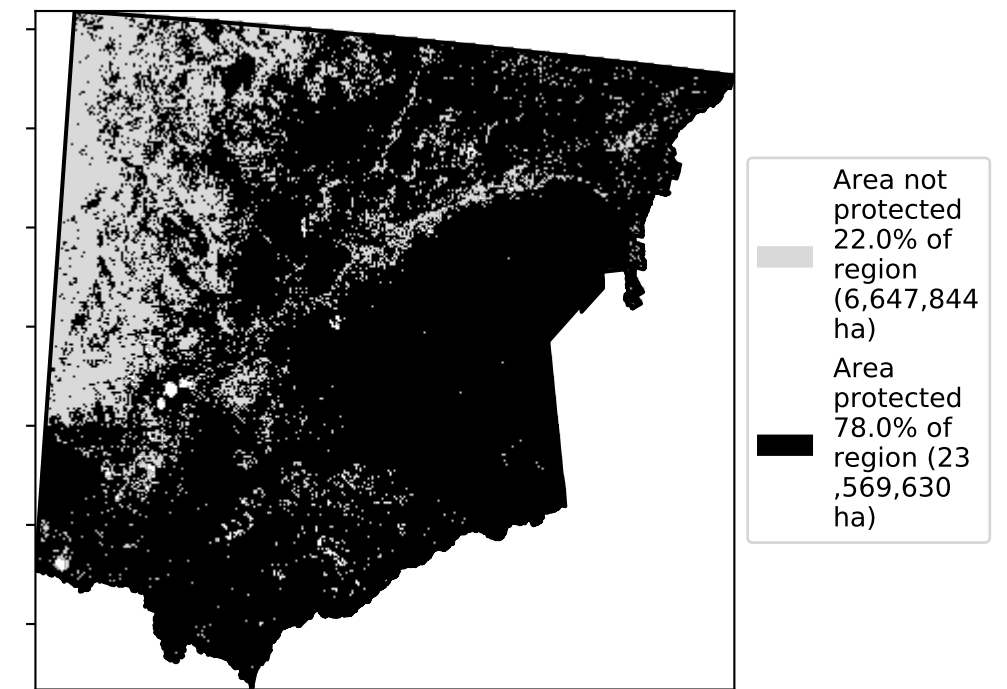 Area not
protected
22.0% of
region
(6,647,844
ha)
Area
protected
78.0% of
region (23
,569,630
ha)